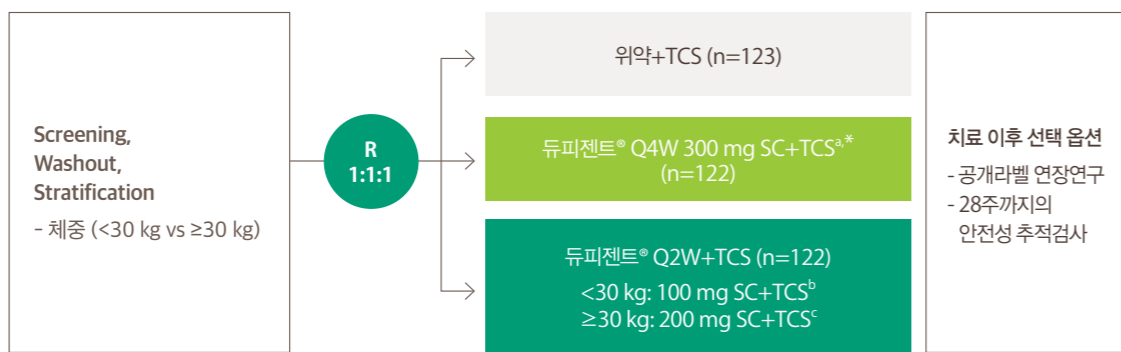 Screening,
Washout,
Stratification
- 체중 (<30 kg vs ≥30 kg)
R
1:1:1
위약+TCS (n=123)
듀피젠트® Q4W 300 mg SC+TCSa,*
(n=122)
듀피젠트® Q2W+TCS (n=122)
<30 kg: 100 mg SC+TCSb
≥30 kg: 200 mg SC+TCSc
치료 이후 선택 옵션
- 공개라벨 연장연구
- 28주까지의
안전성 추적검사